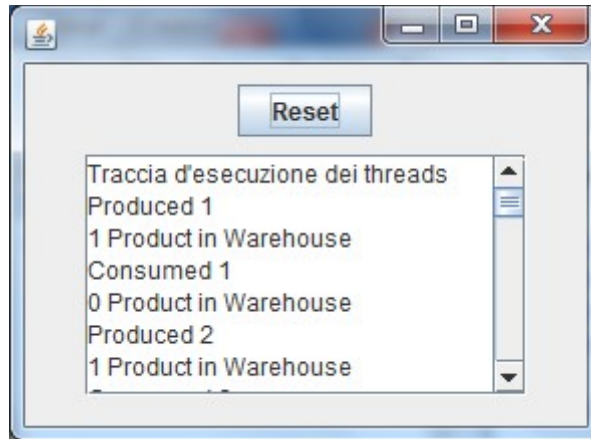 Reset
Traccia d'esecuzione dei threads
Produced 1
1 Product in Warehouse
Consumed 1
0 Product in Warehouse
Produced 2
1 Product in Warehouse